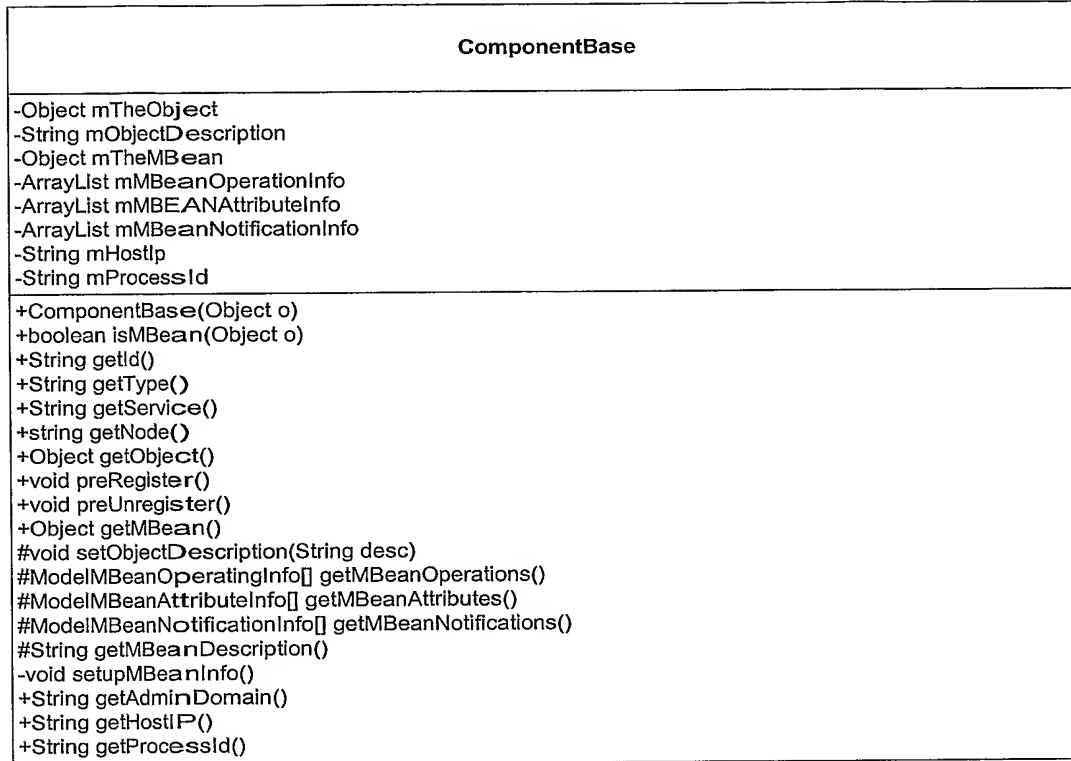 ComponentBase
-Object mTheObject
-String mObjectDescription
-Object mTheMBean
-ArrayList mMBeanOperationInfo
-ArrayList mMBEANAttributeInfo
-ArrayList mMBeanNotificationInfo
-String mHostIp
-String mProcessId
+ComponentBase(Object o)
+boolean isMBean(Object o)
+String getId()
+String getType()
+String getService()
+string getNode()
+Object getObject()
+void preRegister()
+void preUnregister()
+Object getMBean()
#void setObjectDescription(String desc)
#ModelMBeanOperatingInfo[] getMBeanOperations()
#ModelMBeanAttributeInfo[] getMBeanAttributes()
#ModelMBeanNotificationInfo[] getMBeanNotifications()
#String getMBeanDescription()
-void setupMBeanInfo()
+String getAdminDomain()
+String getHostIP()
+String getProcessId()